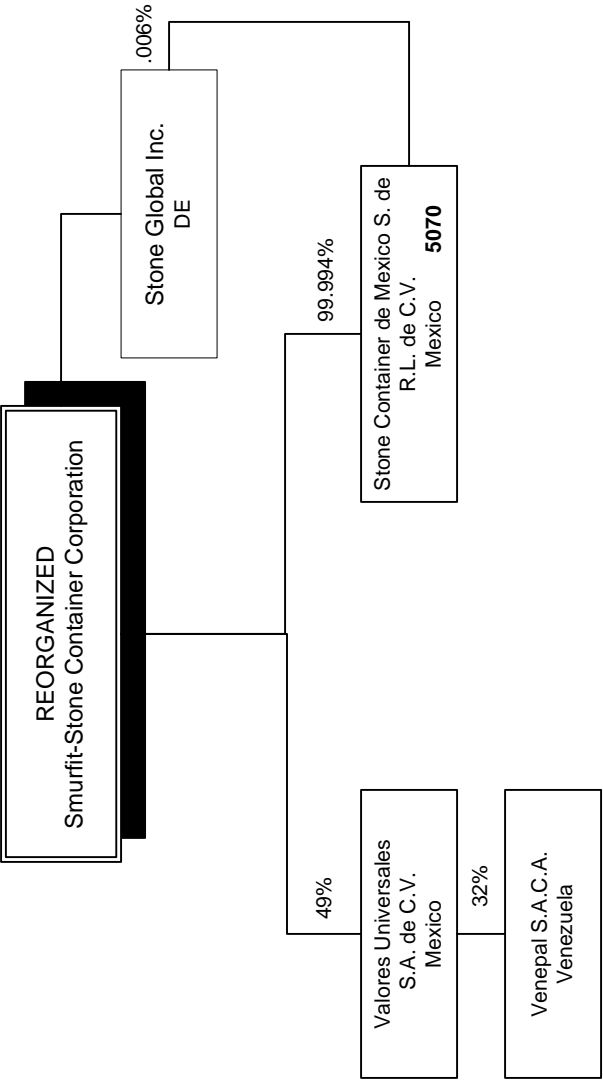 REORGANIZED
Smurfit-Stone Container Corporation
.006%
Stone Global Inc.
DE
49%
99.994%
Valores Universales
S.A. de C.V.
Mexico
Stone Container de Mexico S. de
R.L. de C.V.
Mexico 5070
32%
Venepal S.A.C.A.
Venezuela